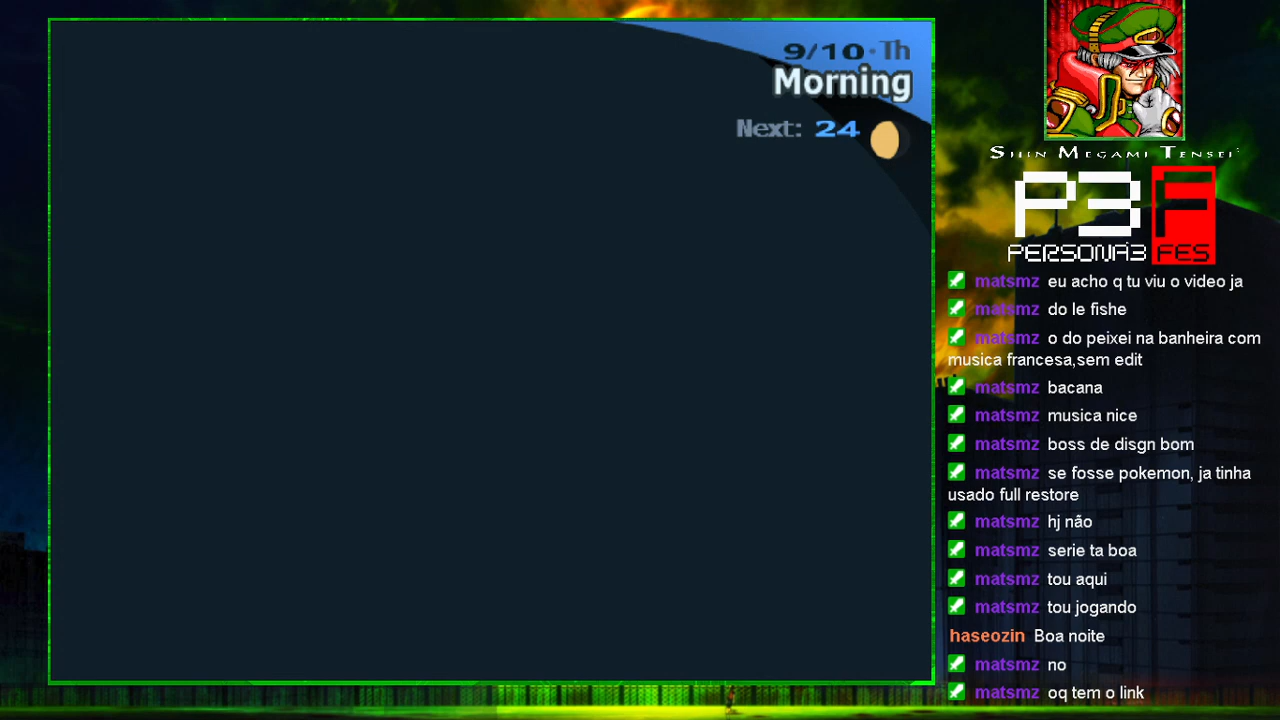 9/10・Th
Morning
Next: 24
SHIN MEGAMI TENSEI:
P3F
PERSONA3 FES
matsmz eu acho q tu viu o video ja
matsmz do le fishe
matsmz o do peixei na banheira com
musica francesa,sem edit
matsmz bacana
matsmz musica nice
matsmz boss de disgn bom
matsmz se fosse pokemon, ja tinha
usado full restore
matsmz hj não
matsmz serie ta boa
matsmz tou aqui
matsmz tou jogando
haseozin Boa noite
matsmz no
matsmz oq tem o link